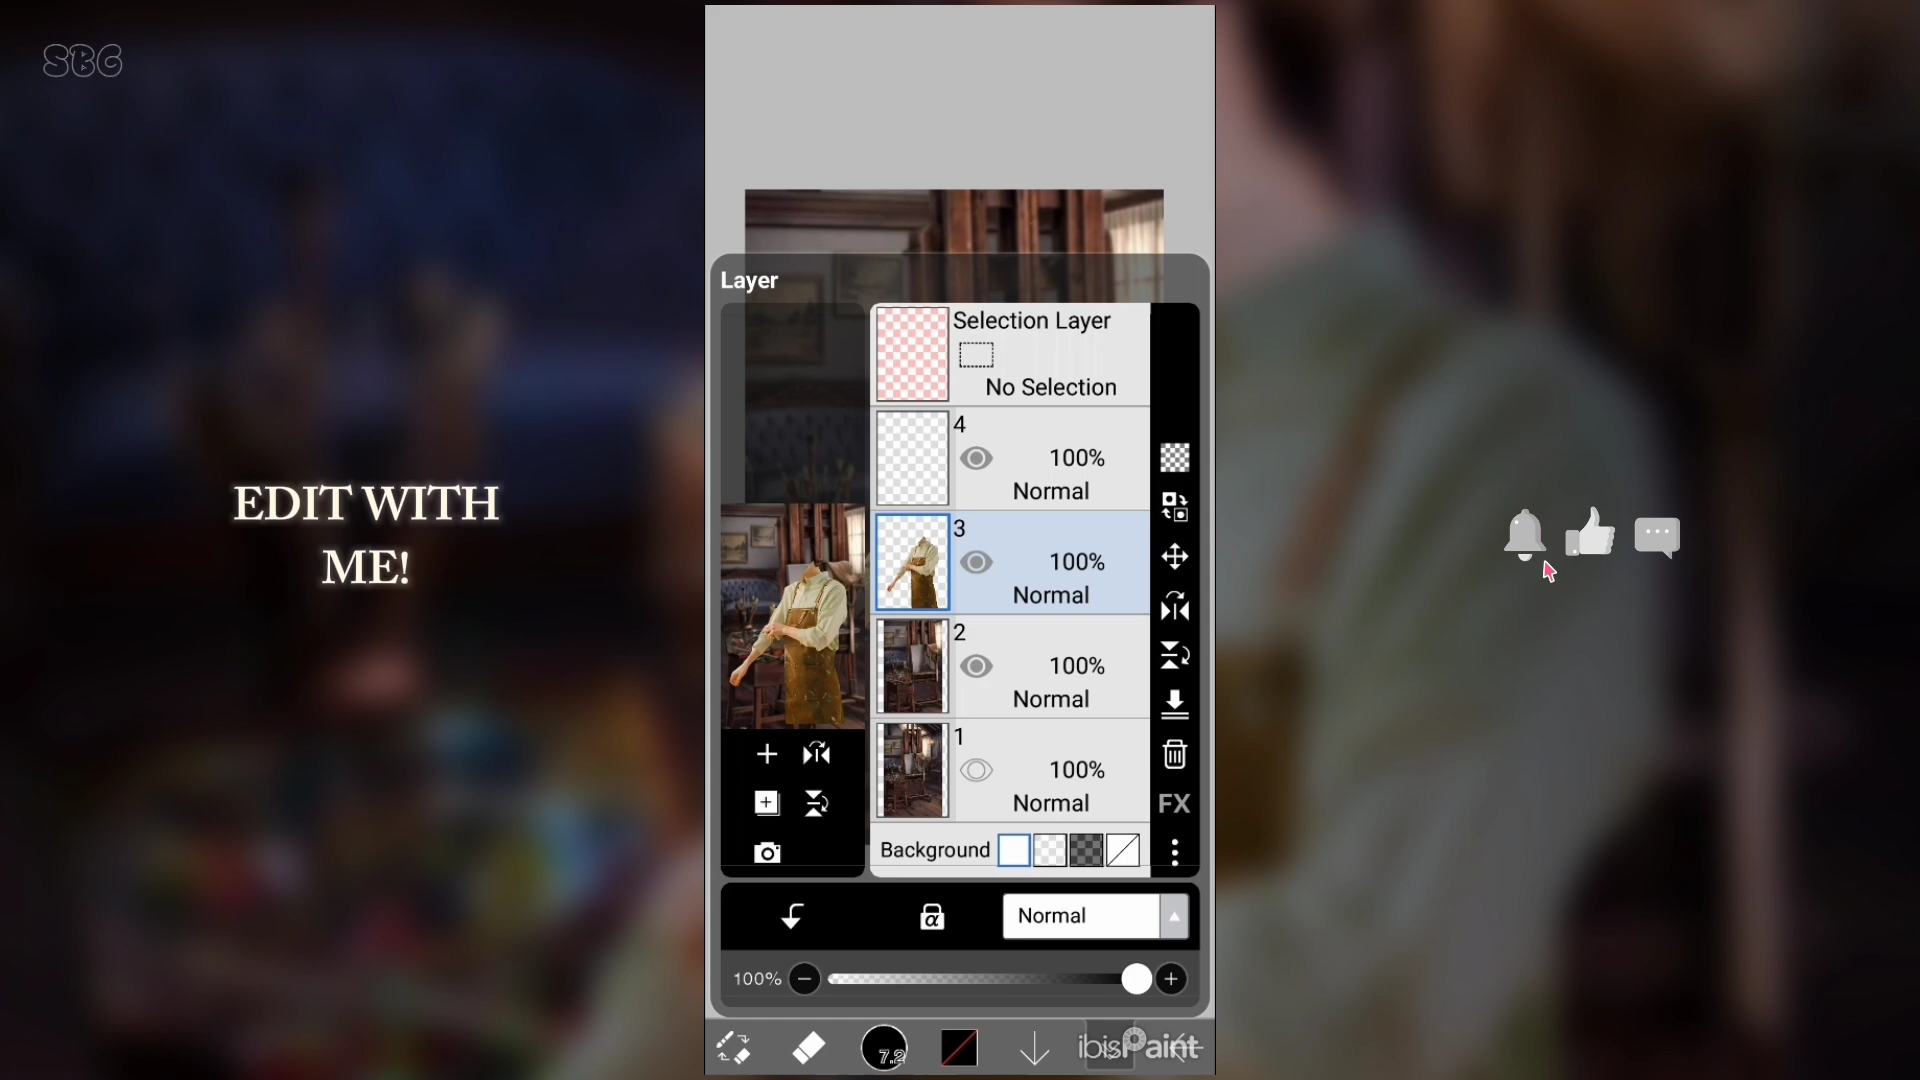 SBG
EDIT WITH
ME!
Layer
Selection Layer
No Selection
4
100%
Normal
3
100%
Normal
2
100%
Normal
1
100%
Normal
FX
Background
α
Normal
100%
7.2
ibisPaint